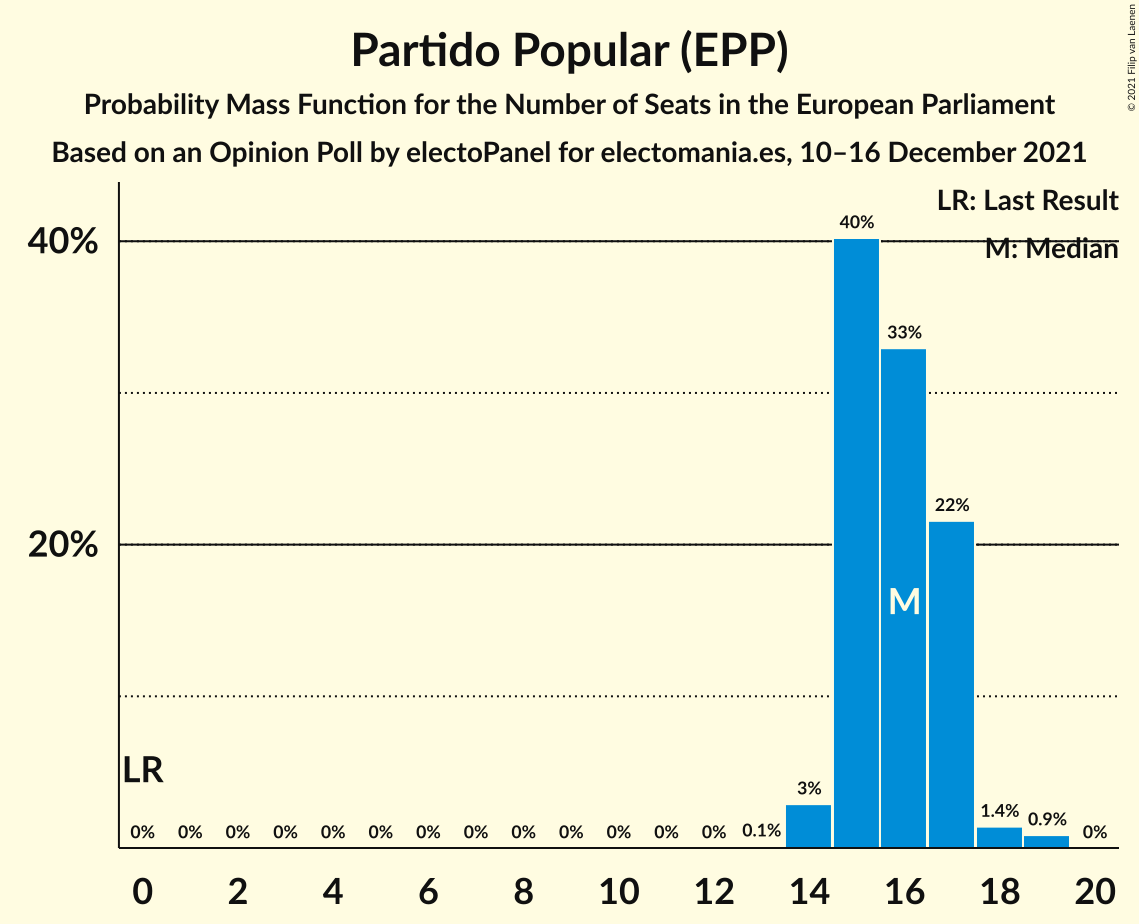 Partido Popular (EPP)
Probability Mass Function for the Number of Seats in the European Parliament
Based on an Opinion Poll by electoPanel for electomania.es, 10–16 December 2021
© 2021 Filip van Laenen
LR: Last Result
M: Median
40%
20%
40%
33%
22%
M
LR
3%
1.4%
0.9%
0% 0% 0% 0% 0% 0% 0% 0% 0% 0% 0% 0% 0% 0.1% 0%
0 2 4 6 8 10 12 14 16 18 20